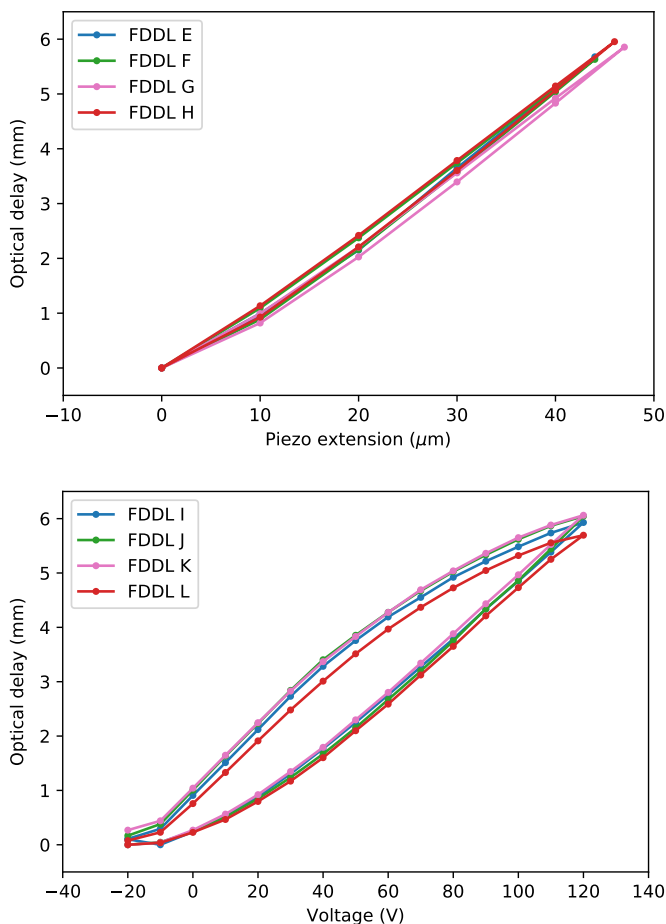 6
5
4
3
2
1
0
Optical delay (mm)
FDDL E
FDDL F
FDDL G
FDDL H
−10
0
10
20
30
40
50
Piezo extension (μm)
6
5
4
3
2
1
0
Optical delay (mm)
FDDL I
FDDL J
FDDL K
FDDL L
−40
−20
0
20
40
60
80
100
120
140
Voltage (V)